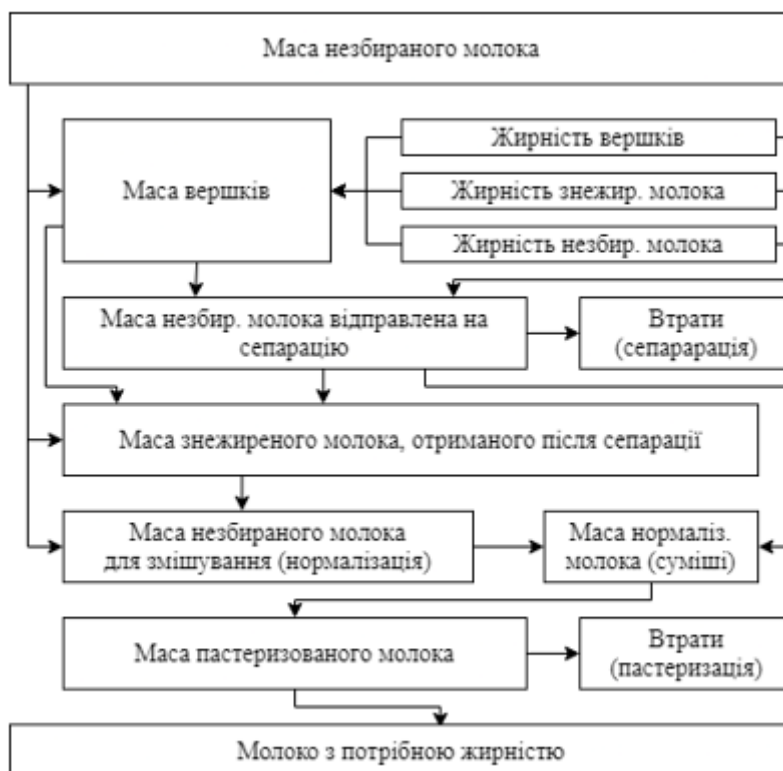 Маса незбираного молока
Маса вершків
Жирність вершків
Жирність знежир. молока
Жирність незбир. молока
Маса незбир. молока відправлена на
сепарацію
Втрати
(сепарарація)
Маса знежиреного молока, отриманого після сепарації
Маса незбираного молока
для змішування (нормалізація)
Маса нормаліз.
молока (суміші)
Маса пастеризованого молока
Втрати
(пастеризація)
Молоко з потрібною жирністю